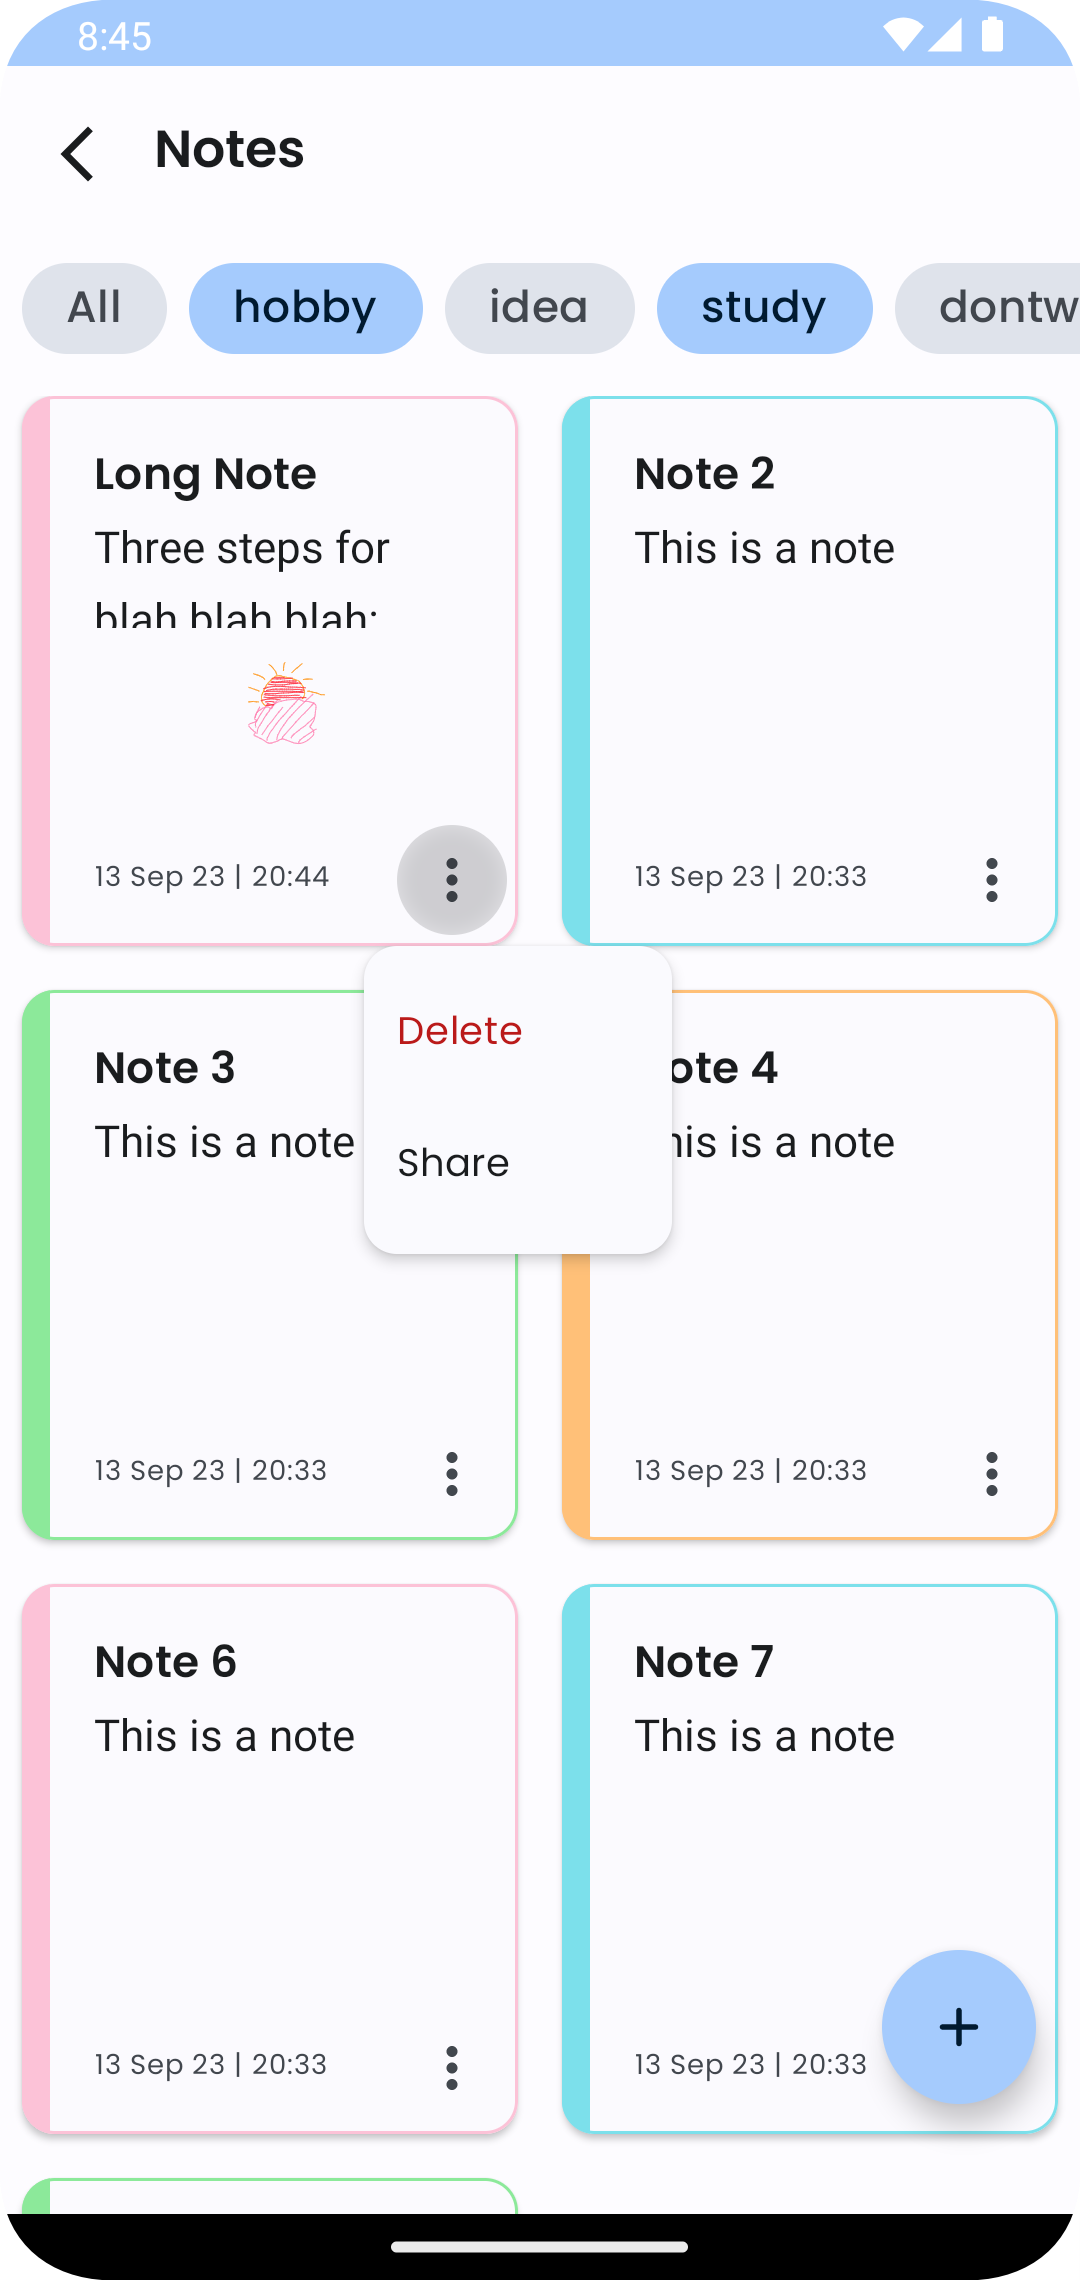 8:45
Notes
All hobby idea study dontw
Long Note
Three steps for
blah blah blah:
13 Sep 23 | 20:44
Note 2
This is a note
13 Sep 23 | 20:33
Delete
Share
Note 3
This is a note
13 Sep 23 | 20:33
ote 4
his is a note
13 Sep 23 | 20:33
Note 6
This is a note
13 Sep 23 | 20:33
Note 7
This is a note
13 Sep 23 | 20:33